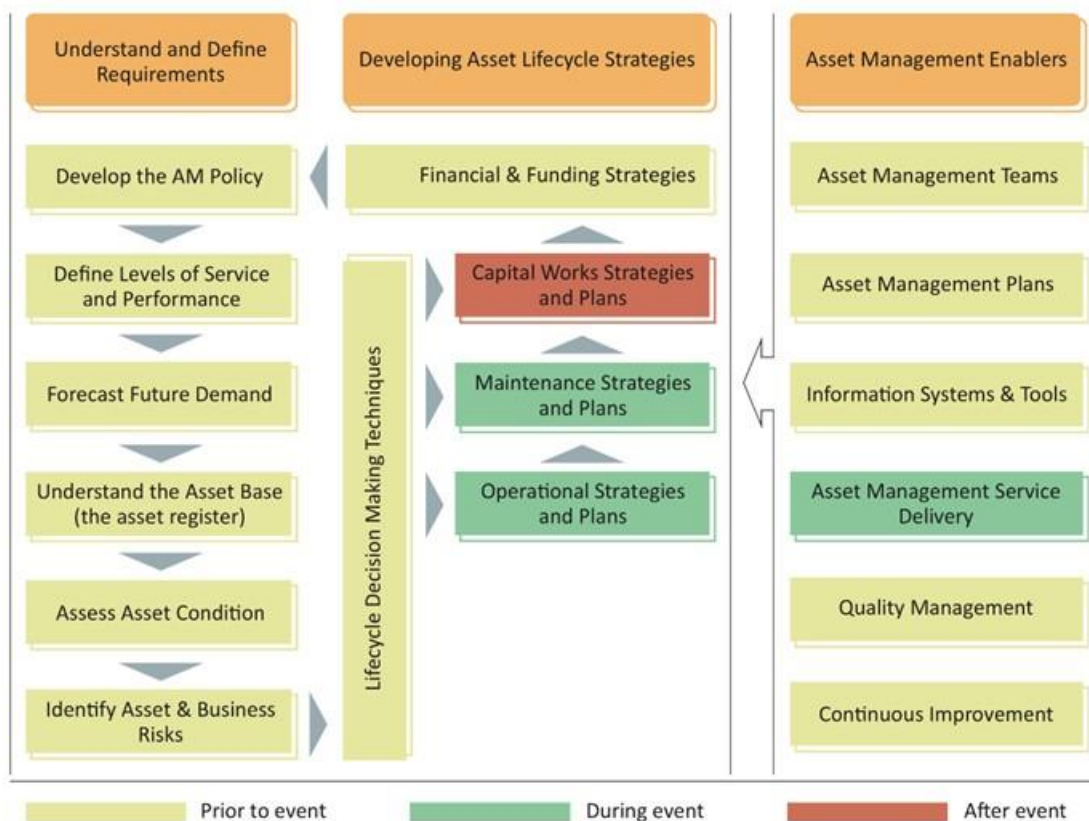 Understand and Define
Requirements
Developing Asset Lifecycle Strategies
Asset Management Enablers
Develop the AM Policy
Financial & Funding Strategies
Asset Management Teams
Define Levels of Service
and Performance
Capital Works Strategies
and Plans
Asset Management Plans
Forecast Future Demand
Maintenance Strategies
and Plans
Information Systems & Tools
Understand the Asset Base
(the asset register)
Operational Strategies
and Plans
Asset Management Service
Delivery
Lifecycle Decision Making Techniques
Assess Asset Condition
Quality Management
Identify Asset & Business
Risks
Continuous Improvement
Prior to event
During event
After event